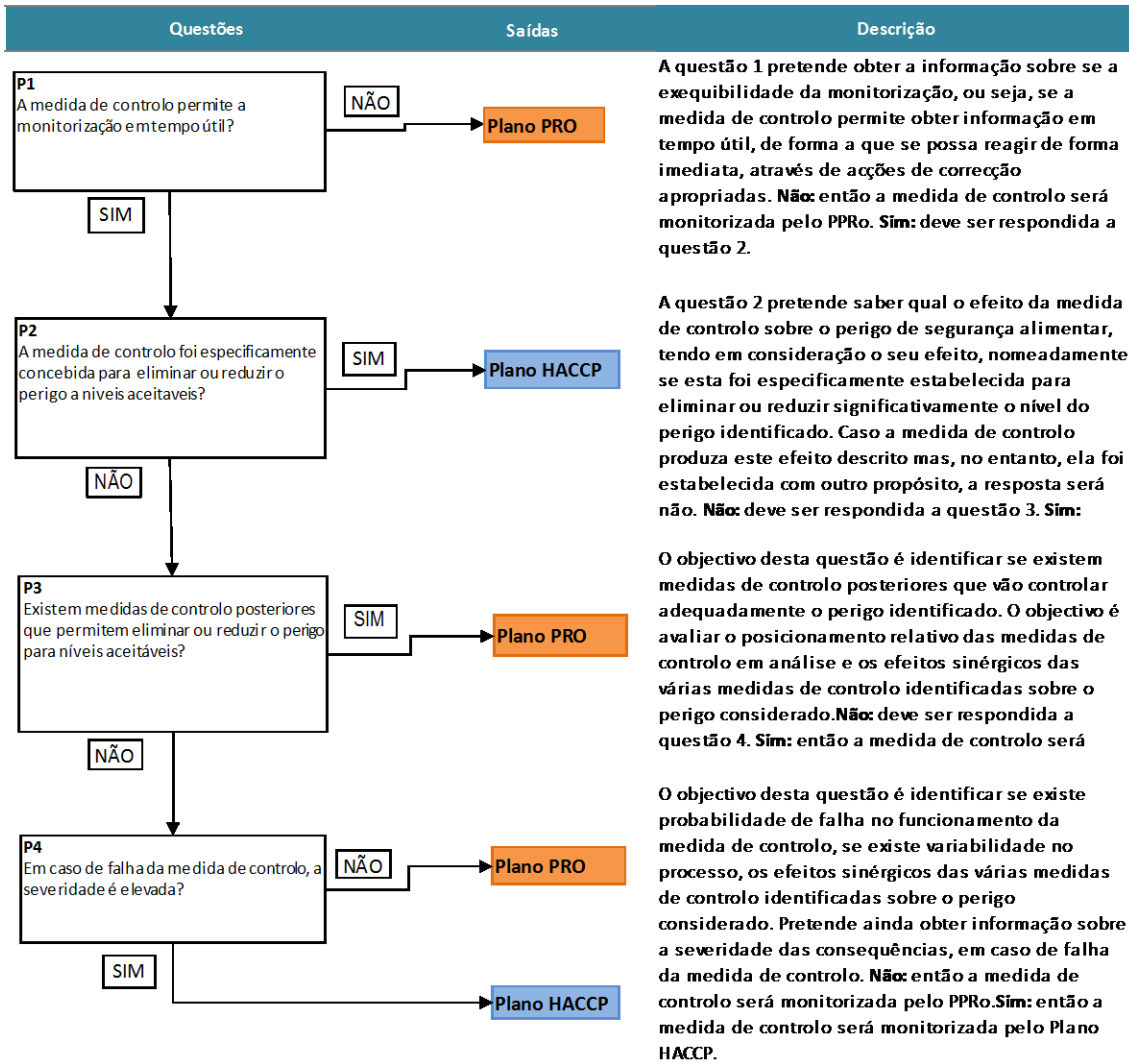 Questões Saídas Descrição
P1
A medida de controlo permite a
monitorização em tempo útil?
NÃO
Plano PRO
SIM
A questão 1 pretende obter a informação sobre se a
exequibilidade da monitorização, ou seja, se a
medida de controlo permite obter informação em
tempo útil, de forma a que se possa reagir de forma
imediata, através de acções de correcção
apropriadas. Não: então a medida de controlo será
monitorizada pelo PPRo. Sim: deve ser respondida a
questão 2.
P2
A medida de controlo foi especificamente
concebida para eliminar ou reduzir o
perigo a niveis aceitaveis?
SIM
Plano HACCP
NÃO
A questão 2 pretende saber qual o efeito da medida
de controlo sobre o perigo de segurança alimentar,
tendo em consideração o seu efeito, nomeadamente
se esta foi especificamente estabelecida para
eliminar ou reduzir significativamente o nível do
perigo identificado. Caso a medida de controlo
produza este efeito descrito mas, no entanto, ela foi
estabelecida com outro propósito, a resposta será
não. Não: deve ser respondida a questão 3. Sim:
P3
Existem medidas de controlo posteriores
que permitem eliminar ou reduzir o perigo
para níveis aceitáveis?
SIM
Plano PRO
NÃO
O objectivo desta questão é identificar se existem
medidas de controlo posteriores que vão controlar
adequadamente o perigo identificado. O objectivo é
avaliar o posicionamento relativo das medidas de
controlo em análise e os efeitos sinérgicos das
várias medidas de controlo identificadas sobre o
perigo considerado.Não: deve ser respondida a
questão 4. Sim: então a medida de controlo será
P4
Em caso de falha da medida de controlo, a
severidade é elevada?
NÃO
Plano PRO
SIM
Plano HACCP
O objectivo desta questão é identificar se existe
probabilidade de falha no funcionamento da
medida de controlo, se existe variabilidade no
processo, os efeitos sinérgicos das várias medidas
de controlo identificadas sobre o perigo
considerado. Pretende ainda obter informação sobre
a severidade das consequências, em caso de falha
da medida de controlo. Não: então a medida de
controlo será monitorizada pelo PPRo.Sim: então a
medida de controlo será monitorizada pelo Plano
HACCP.